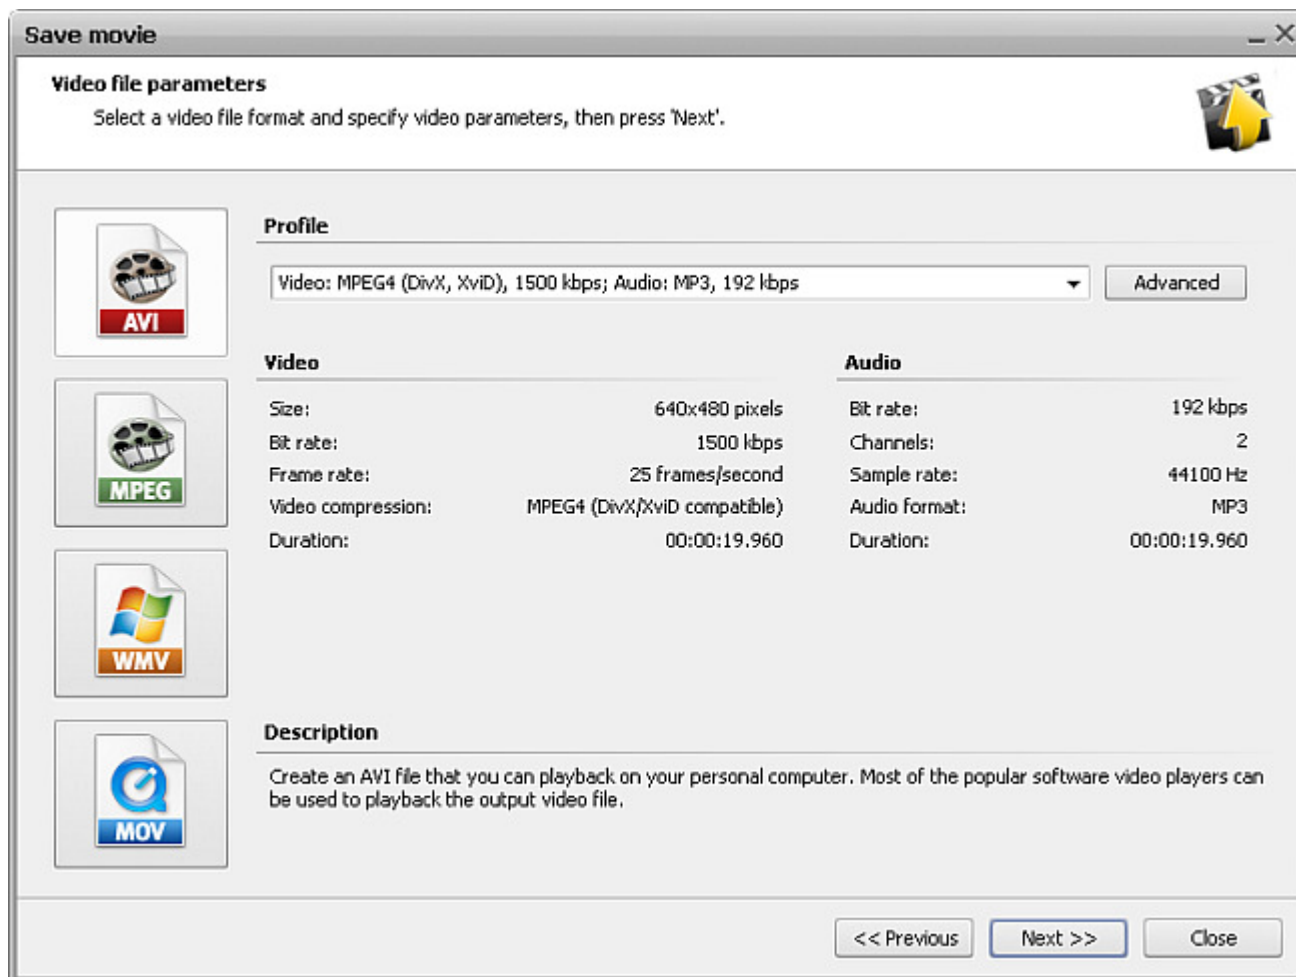 Save movie
Video file parameters
Select a video file format and specify video parameters, then press 'Next'.
AVI
MPEG
WMV
MOV
Profile
Video: MPEG4 (DivX, XviD), 1500 kbps; Audio: MP3, 192 kbps
Advanced
Video
Size: 640x480 pixels
Bit rate: 1500 kbps
Frame rate: 25 frames/second
Video compression: MPEG4 (DivX/XviD compatible)
Duration: 00:00:19.960
Audio
Bit rate: 192 kbps
Channels: 2
Sample rate: 44100 Hz
Audio format: MP3
Duration: 00:00:19.960
Description
Create an AVI file that you can playback on your personal computer. Most of the popular software video players can
be used to playback the output video file.
<< Previous
Next >>
Close